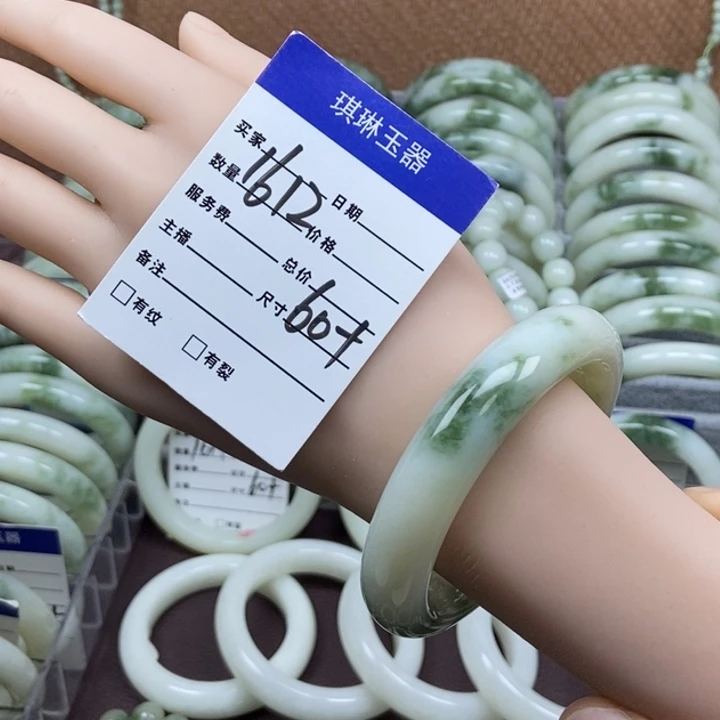 琪琳玉器
买家 日期
数量 1612 价格
服务费 总价
主播 尺寸 60+
备注
□有纹 □有裂